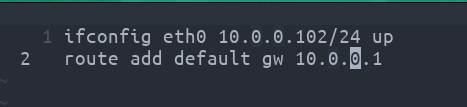 1 ifconfig eth0 10.0.0.102/24 up
2 route add default gw 10.0.0.1
~
~